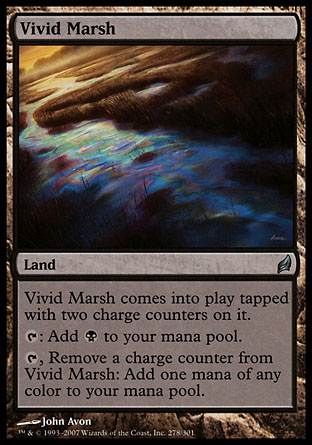 Vivid Marsh
Land
Vivid Marsh comes into play tapped
with two charge counters on it.
: Add to your mana pool.
, Remove a charge counter from
Vivid Marsh: Add one mana of any
color to your mana pool.
John Avon
™ & © 1993–2007 Wizards of the Coast, Inc. 278/301